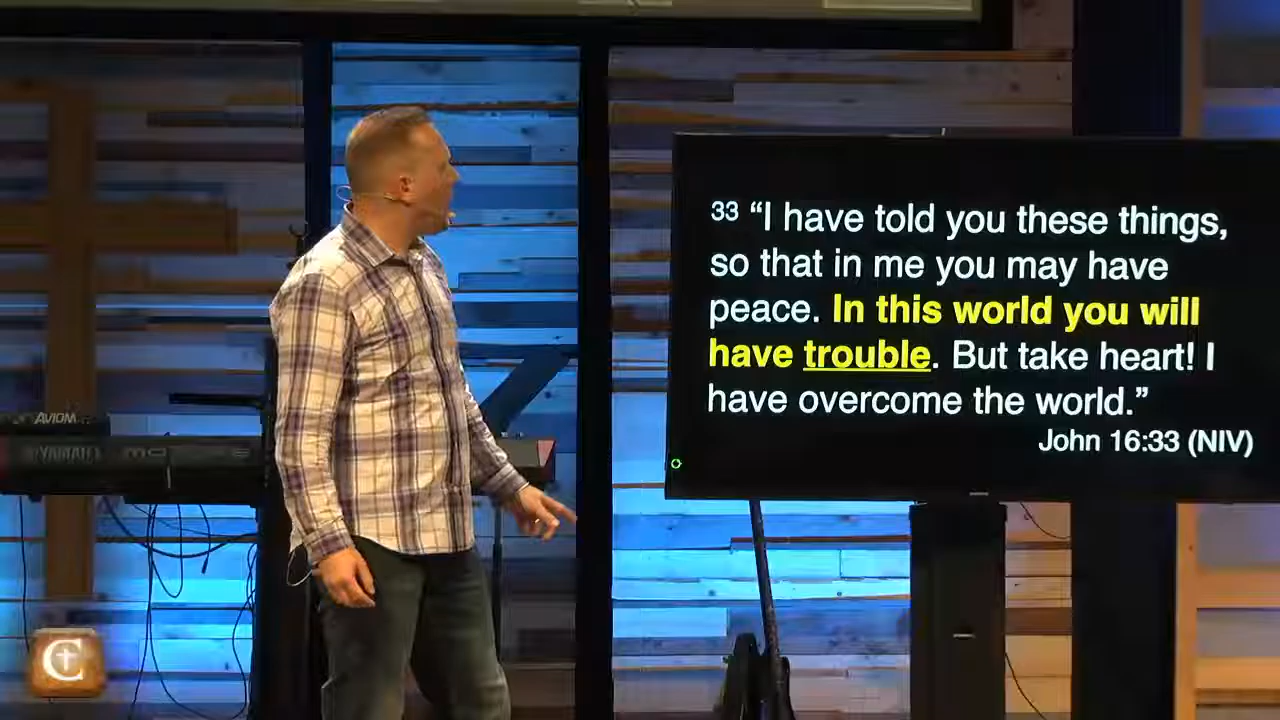 33 “I have told you these things,
so that in me you may have
peace. In this world you will
have trouble. But take heart! I
have overcome the world.”
John 16:33 (NIV)
AVIOM
YAMAHA
C